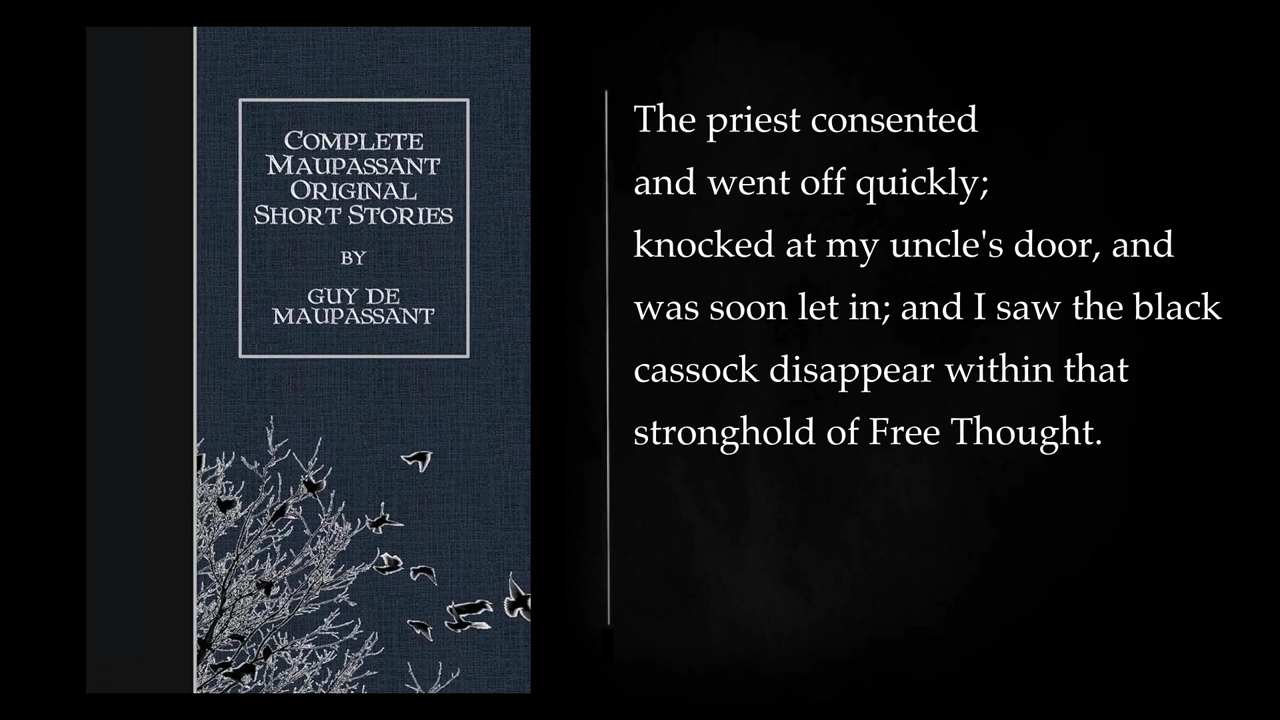 COMPLETE
MAUPASSANT
ORIGINAL
SHORT STORIES
BY
GUY DE
MAUPASSANT
The priest consented
and went off quickly;
knocked at my uncle's door, and
was soon let in; and I saw the black
cassock disappear within that
stronghold of Free Thought.